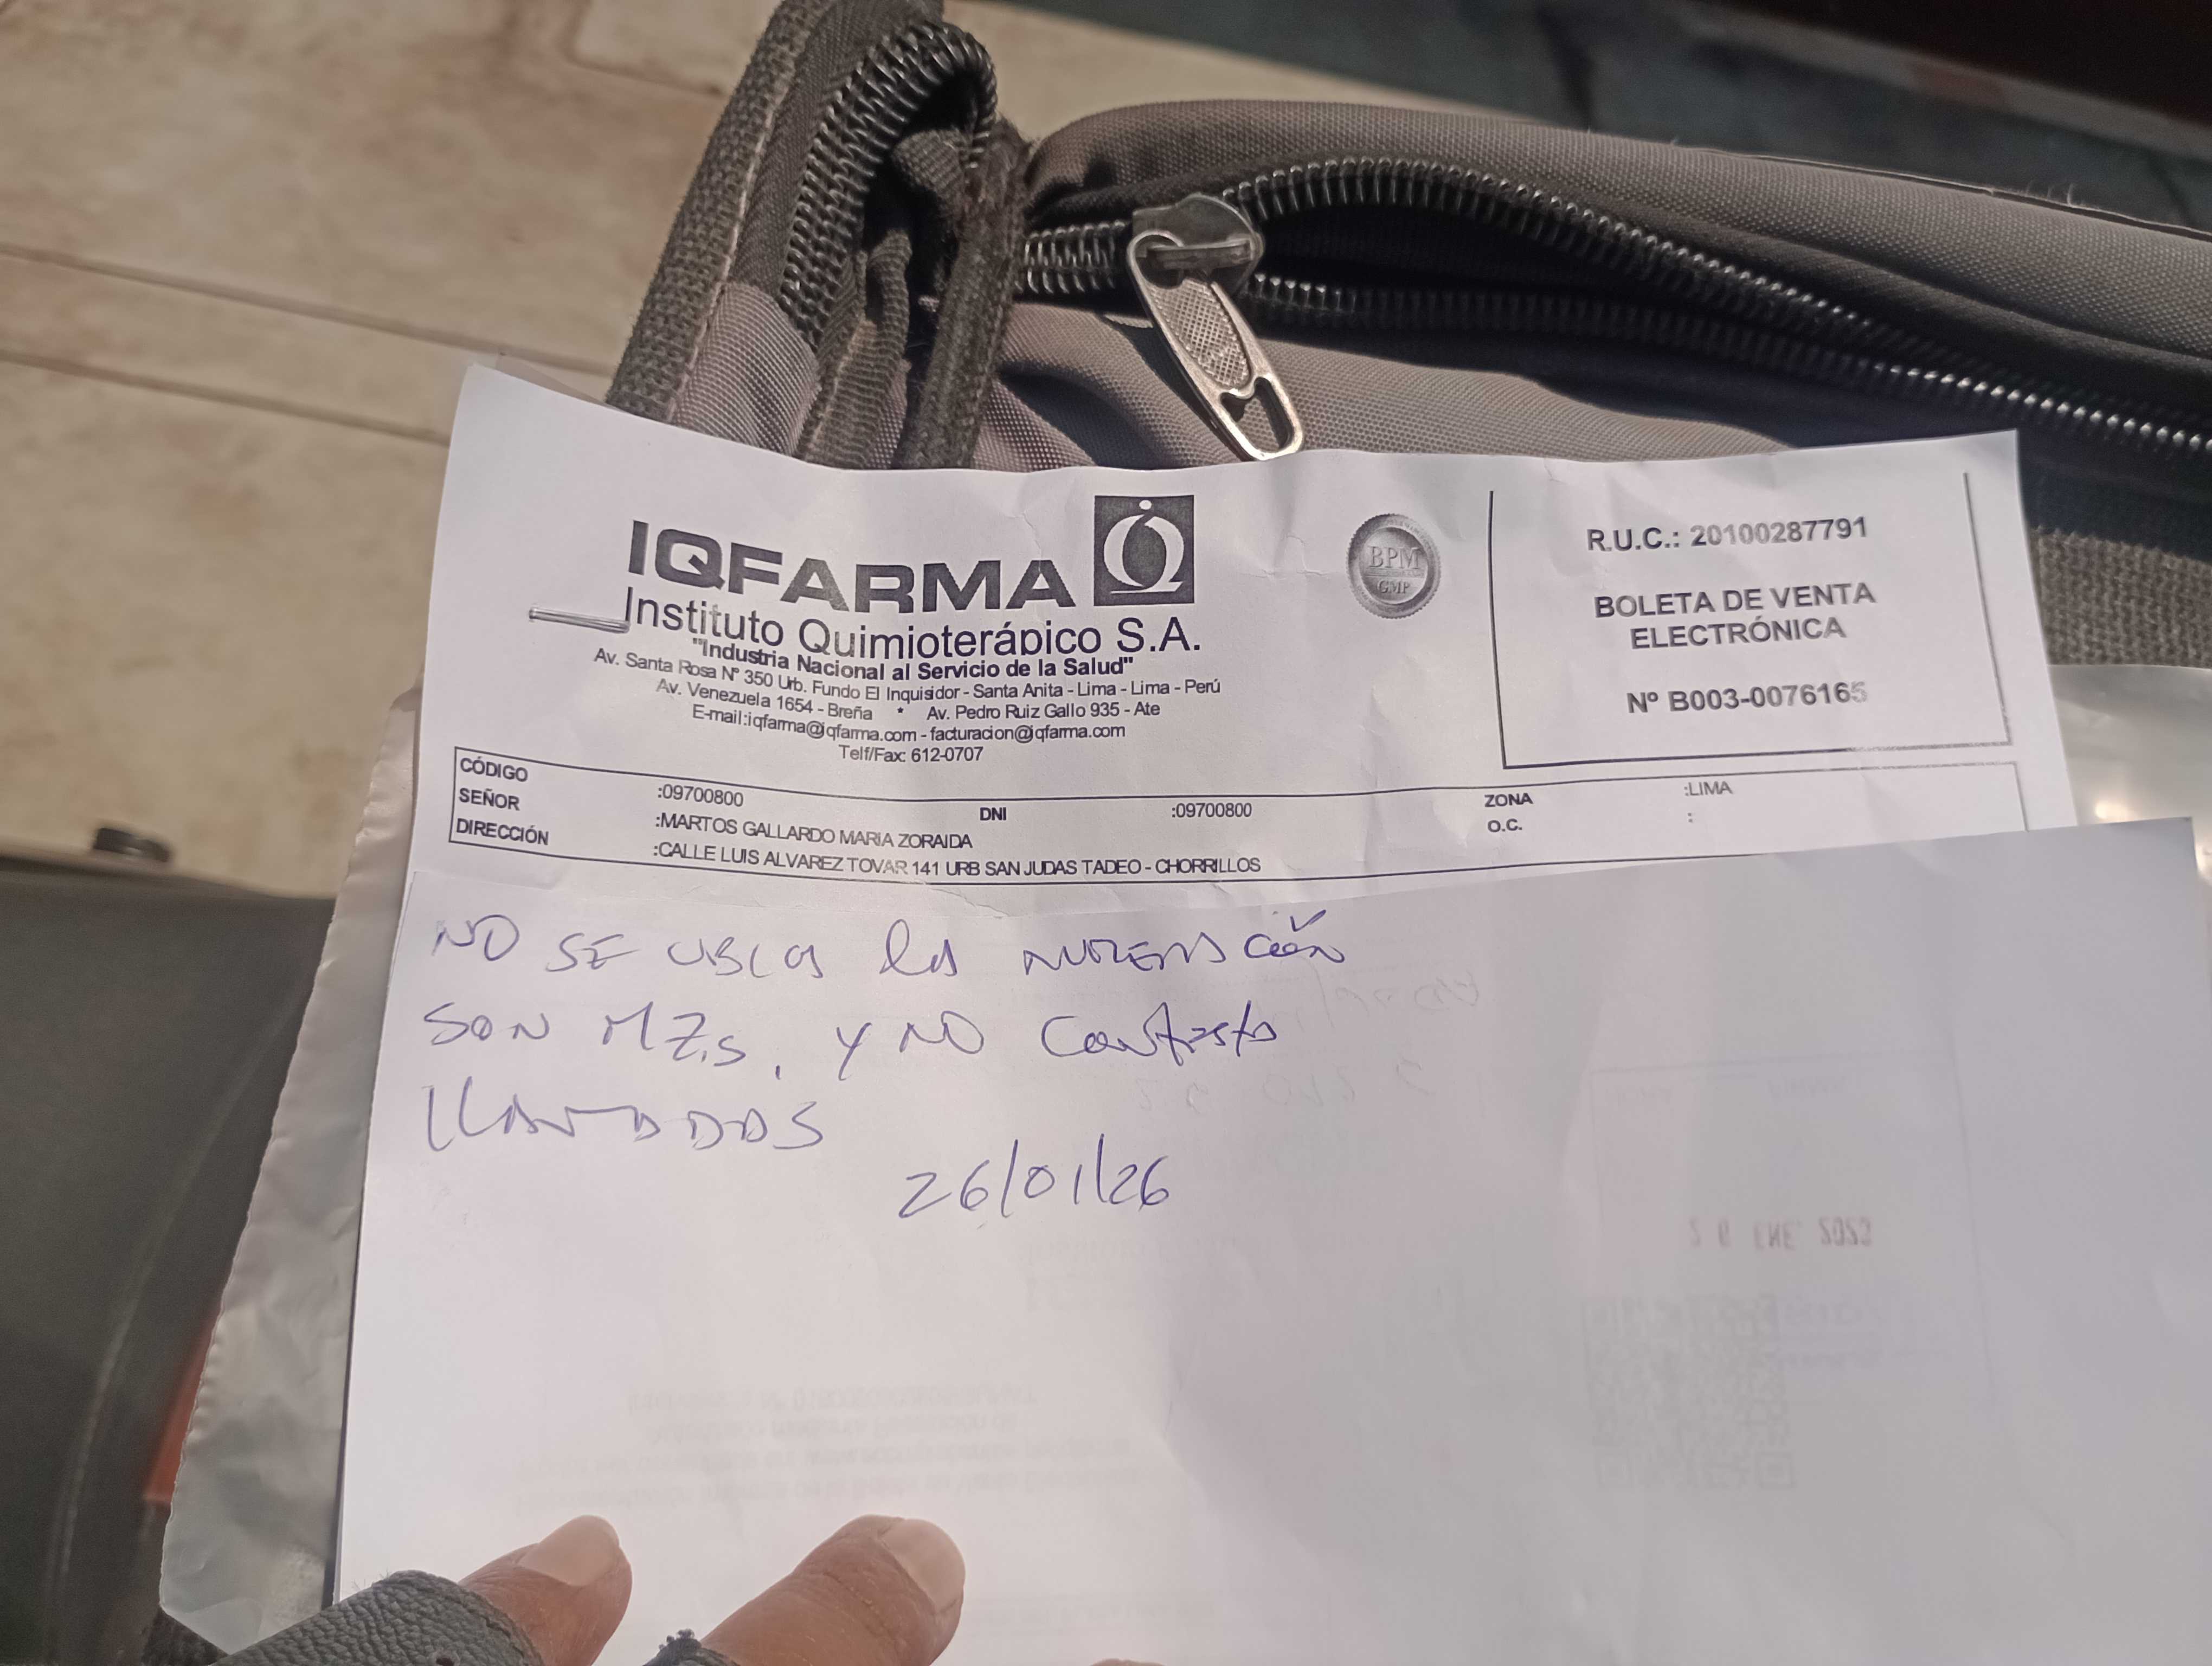 IQFARMA
Instituto Quimioterápico S.A.
"Industria Nacional al Servicio de la Salud"
Av. Santa Rosa N° 350 Urb. Fundo El Inquisidor - Santa Anita - Lima - Lima - Perú
Av. Venezuela 1654 - Breña * Av. Pedro Ruiz Gallo 935 - Ate
E-mail:iqfarma@iqfarma.com - facturacion@iqfarma.com
Telf/Fax: 612-0707
BPM
GMP
R.U.C.: 20100287791
BOLETA DE VENTA
ELECTRÓNICA
Nº B003-0076165
CÓDIGO :09700800 DNI :09700800 ZONA :LIMA
SEÑOR :MARTOS GALLARDO MARIA ZORAIDA O.C. :
DIRECCIÓN :CALLE LUIS ALVAREZ TOVAR 141 URB SAN JUDAS TADEO - CHORRILLOS
NO SE UBICA la NUMERACIÓN
SON MZ.s, Y NO Contesta
LLAMADAS
26/01/26